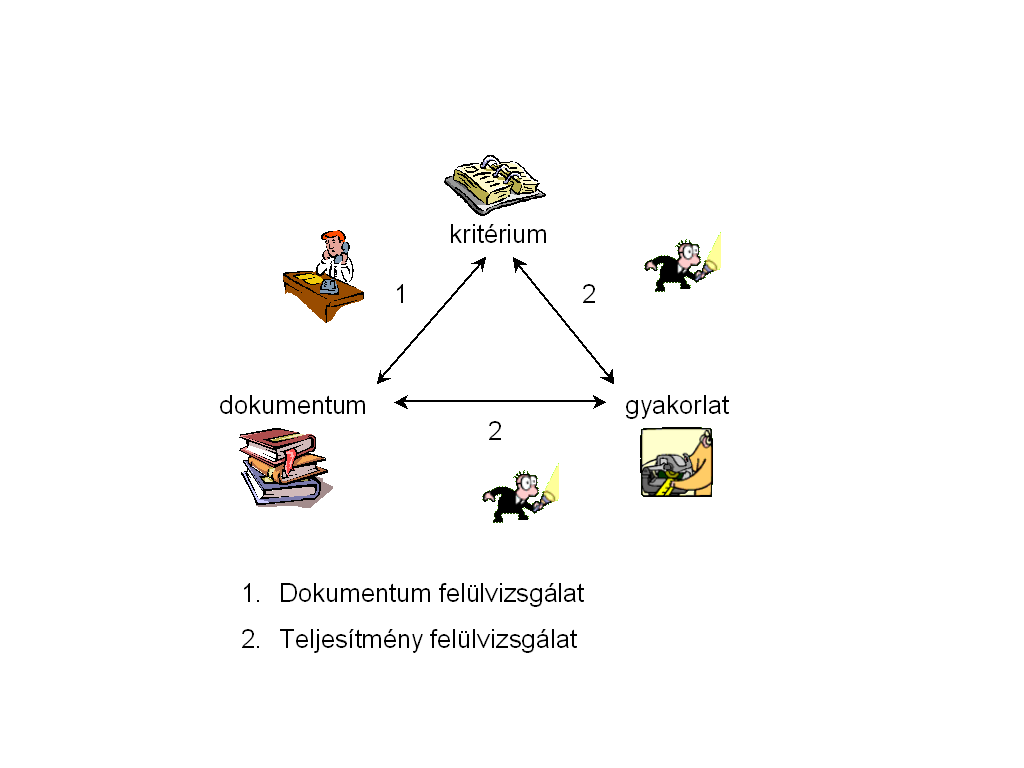 kritérium
1
2
dokumentum
gyakorlat
2
1. Dokumentum felülvizsgálat
2. Teljesítmény felülvizsgálat